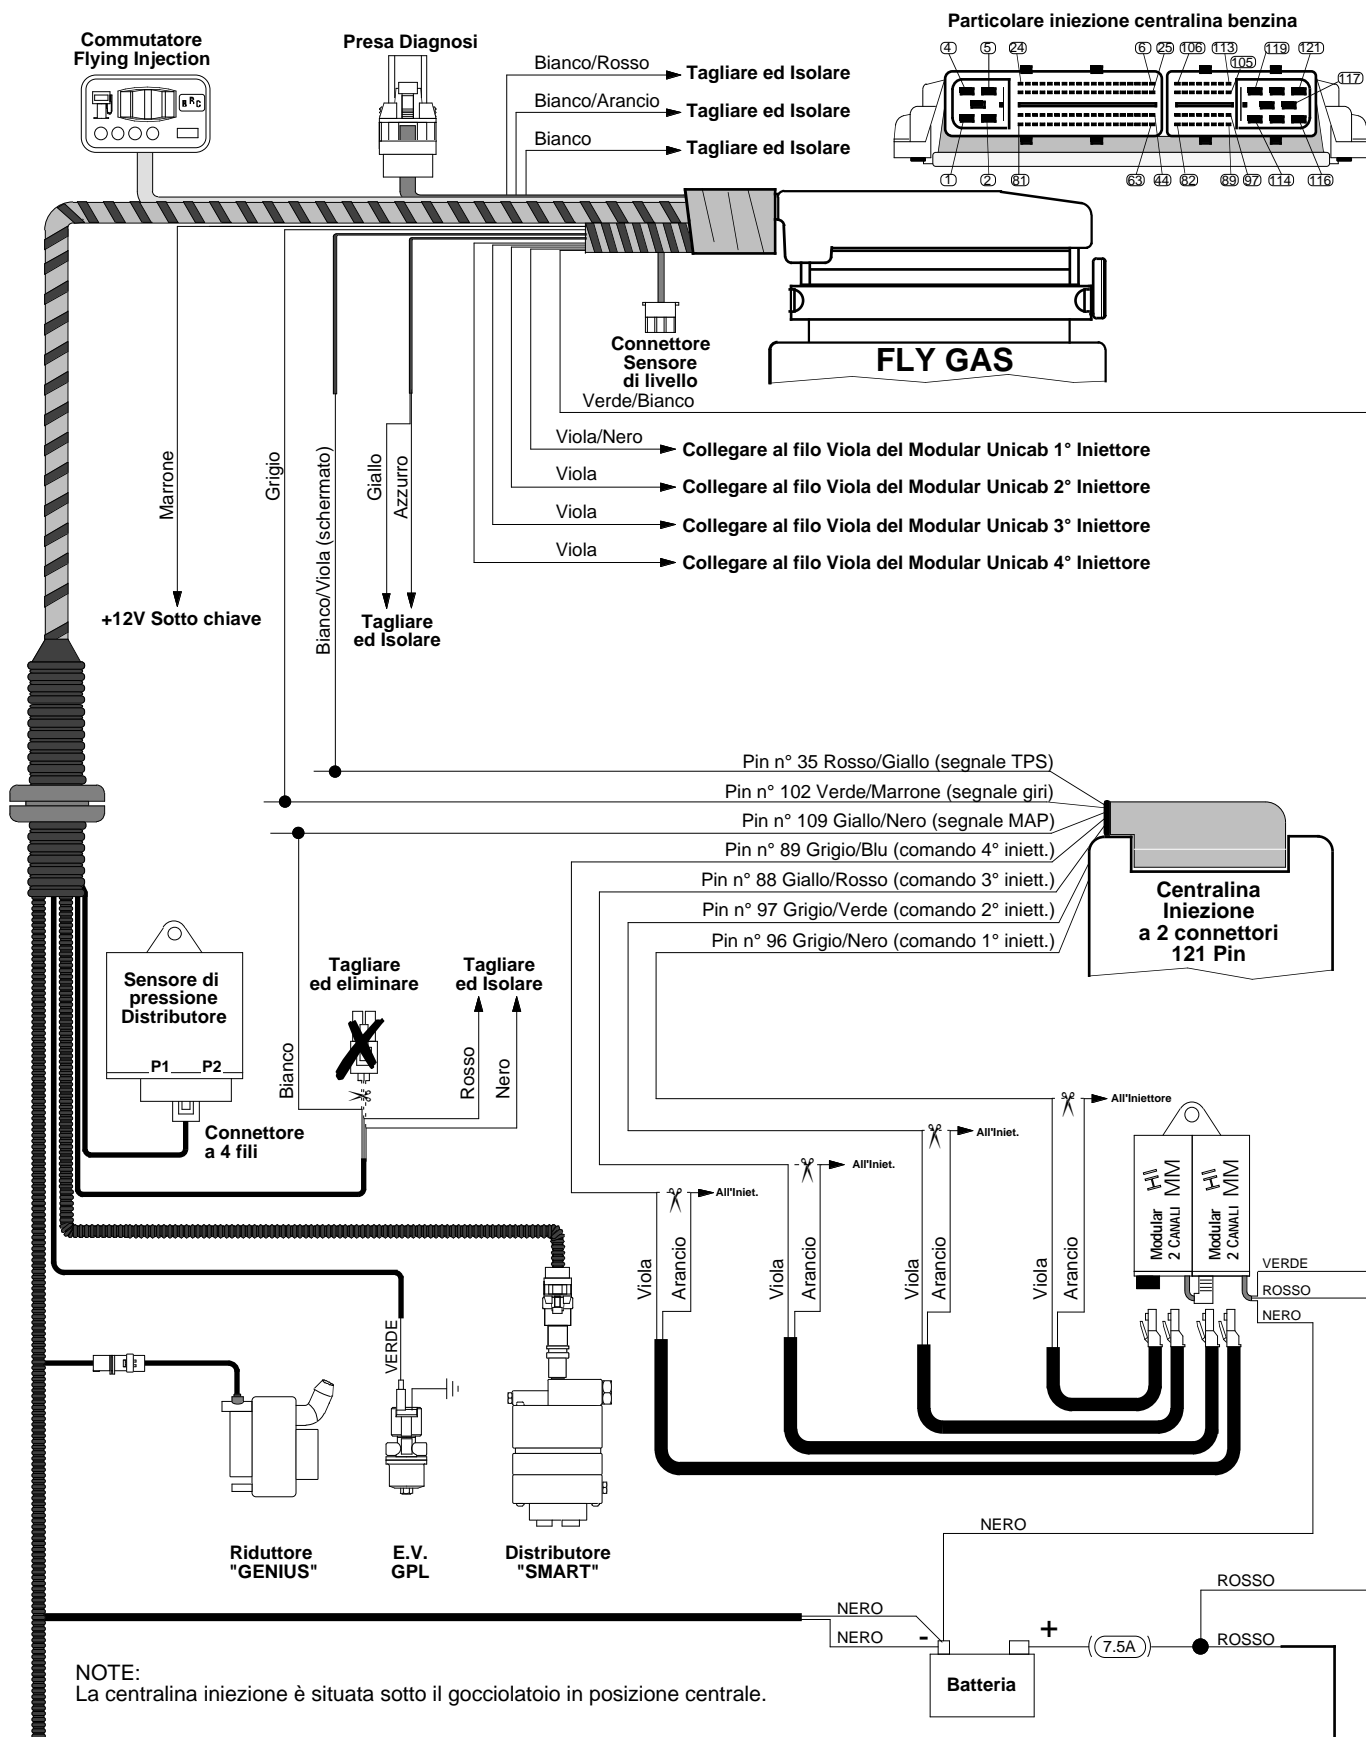 Particolare iniezione centralina benzina
4 5 24 6 25 106 113 105 119 121 117
1 2 81 63 44 82 89 97 114 116
Commutatore
Flying Injection
BRC
Presa Diagnosi
Bianco/Rosso Tagliare ed Isolare
Bianco/Arancio Tagliare ed Isolare
Bianco Tagliare ed Isolare
FLY GAS
Connettore
Sensore
di livello
Verde/Bianco
Viola/Nero Collegare al filo Viola del Modular Unicab 1° Iniettore
Viola Collegare al filo Viola del Modular Unicab 2° Iniettore
Viola Collegare al filo Viola del Modular Unicab 3° Iniettore
Viola Collegare al filo Viola del Modular Unicab 4° Iniettore
Marrone
Grigio
Bianco/Viola (schermato)
Giallo
Azzurro
+12V Sotto chiave
Tagliare
ed Isolare
Pin n° 35 Rosso/Giallo (segnale TPS)
Pin n° 102 Verde/Marrone (segnale giri)
Pin n° 109 Giallo/Nero (segnale MAP)
Pin n° 89 Grigio/Blu (comando 4° iniett.)
Pin n° 88 Giallo/Rosso (comando 3° iniett.)
Pin n° 97 Grigio/Verde (comando 2° iniett.)
Pin n° 96 Grigio/Nero (comando 1° iniett.)
Centralina
Iniezione
a 2 connettori
121 Pin
Sensore di
pressione
Distributore
P1 P2
Connettore
a 4 fili
Tagliare
ed eliminare
Tagliare
ed Isolare
Bianco
Rosso
Nero
All'Iniettore
All'Iniet.
All'Iniet.
All'Iniet.
Viola
Arancio
Viola
Arancio
Viola
Arancio
Viola
Arancio
Modular HI
2 CANALI MM
Modular HI
2 CANALI MM
VERDE
ROSSO
NERO
VERDE
Riduttore
"GENIUS"
E.V.
GPL
Distributore
"SMART"
NERO
ROSSO
NERO
NERO
- +
7.5A
ROSSO
Batteria
NOTE:
La centralina iniezione è situata sotto il gocciolatoio in posizione centrale.